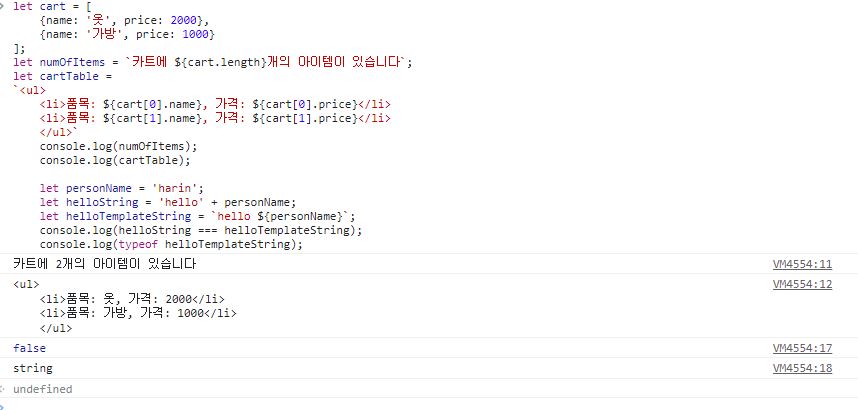 let cart = [
    {name: '옷', price: 2000},
    {name: '가방', price: 1000}
];
let numOfItems = `카트에 ${cart.length}개의 아이템이 있습니다`;
let cartTable =
`<ul>
    <li>품목: ${cart[0].name}, 가격: ${cart[0].price}</li>
    <li>품목: ${cart[1].name}, 가격: ${cart[1].price}</li>
    </ul>`
    console.log(numOfItems);
    console.log(cartTable);

    let personName = 'harin';
    let helloString = 'hello' + personName;
    let helloTemplateString = `hello ${personName}`;
    console.log(helloString === helloTemplateString);
    console.log(typeof helloTemplateString);
카트에 2개의 아이템이 있습니다 VM4554:11
<ul> VM4554:12
    <li>품목: 옷, 가격: 2000</li>
    <li>품목: 가방, 가격: 1000</li>
    </ul>
false VM4554:17
string VM4554:18
undefined